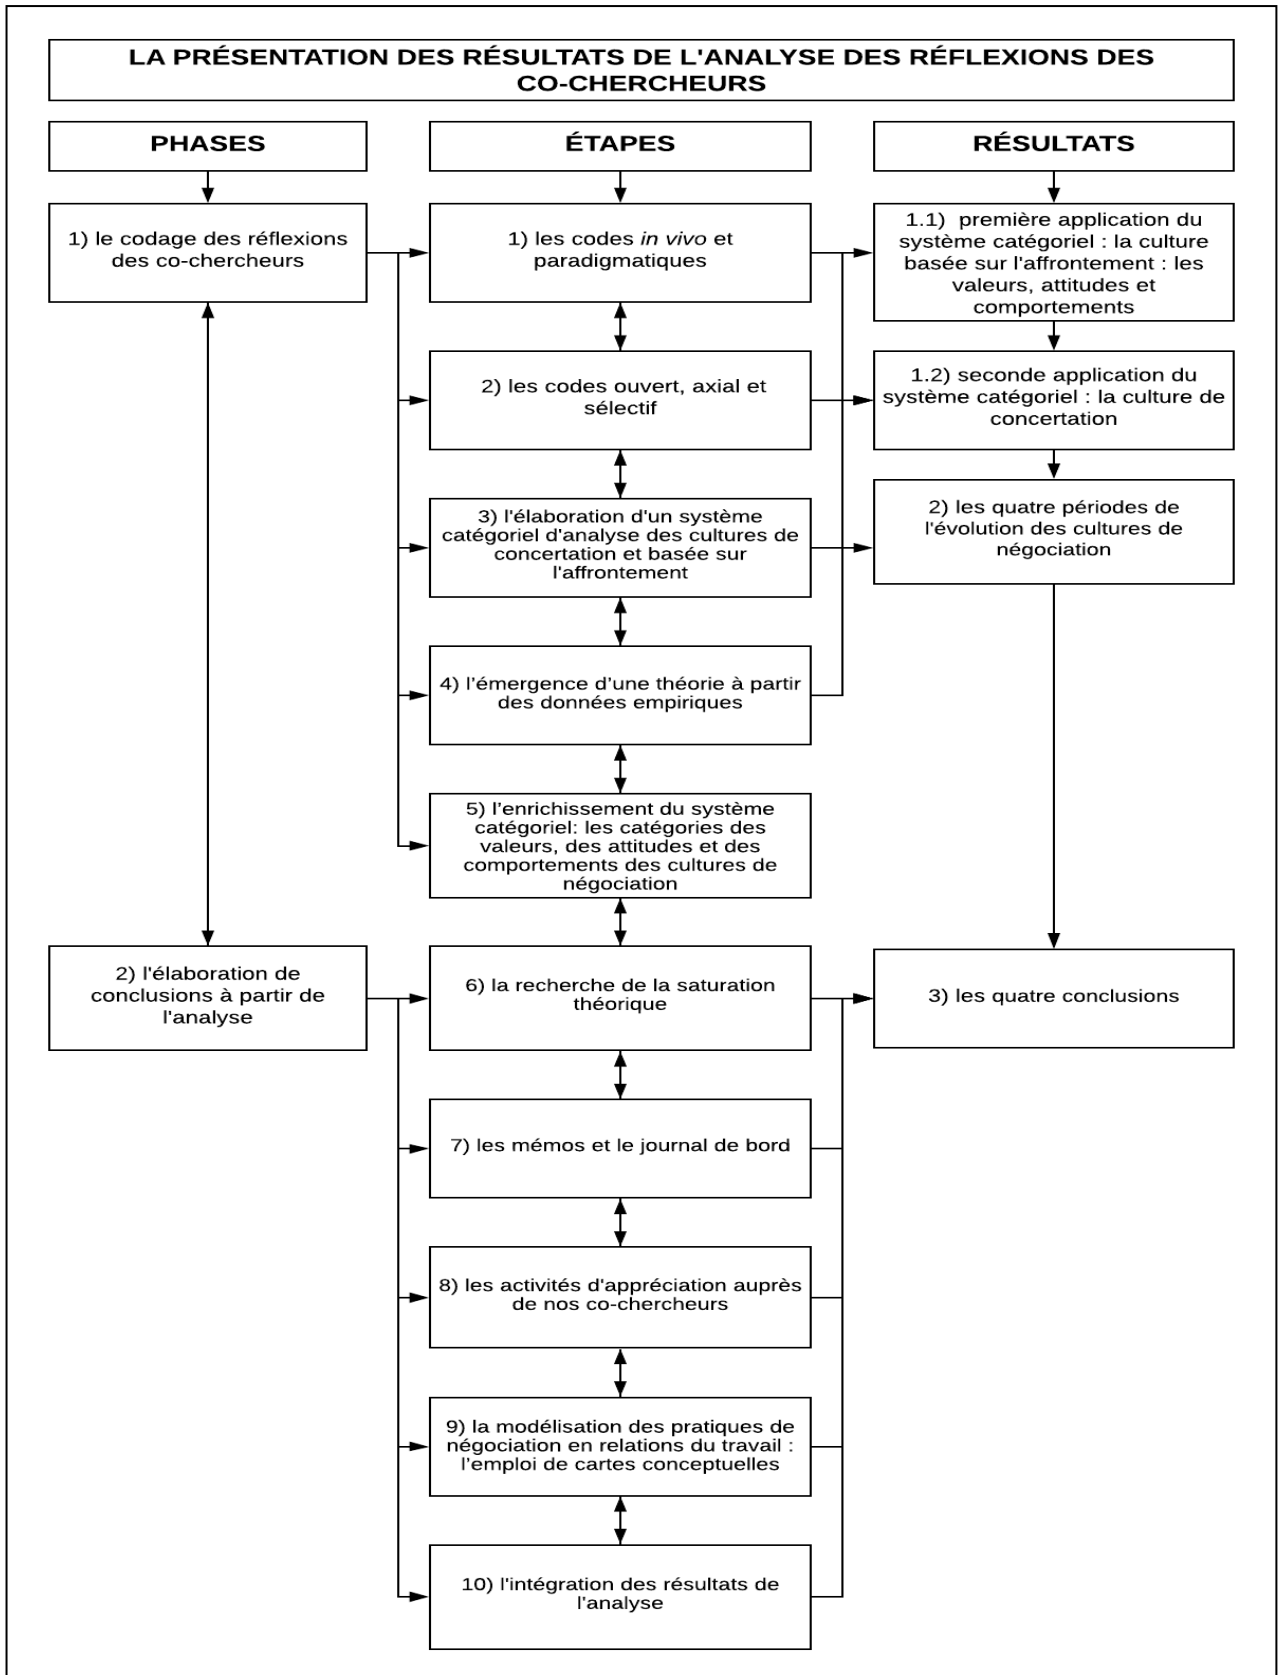 LA PRÉSENTATION DES RÉSULTATS DE L'ANALYSE DES RÉFLEXIONS DES
CO-CHERCHEURS
PHASES
ÉTAPES
RÉSULTATS
1) le codage des réflexions
des co-chercheurs
1) les codes in vivo et
paradigmatiques
1.1)  première application du
système catégoriel : la culture
basée sur l'affrontement : les
valeurs, attitudes et
comportements
2) les codes ouvert, axial et
sélectif
1.2) seconde application du
système catégoriel : la culture de
concertation
3) l'élaboration d'un système
catégoriel d'analyse des cultures de
concertation et basée sur
l'affrontement
2) les quatre périodes de
l'évolution des cultures de
négociation
4) l’émergence d’une théorie à partir
des données empiriques
5) l’enrichissement du système
catégoriel: les catégories des
valeurs, des attitudes et des
comportements des cultures de
négociation
2) l'élaboration de
conclusions à partir de
l'analyse
6) la recherche de la saturation
théorique
3) les quatre conclusions
7) les mémos et le journal de bord
8) les activités d'appréciation auprès
de nos co-chercheurs
9) la modélisation des pratiques de
négociation en relations du travail :
l’emploi de cartes conceptuelles
10) l'intégration des résultats de
l'analyse